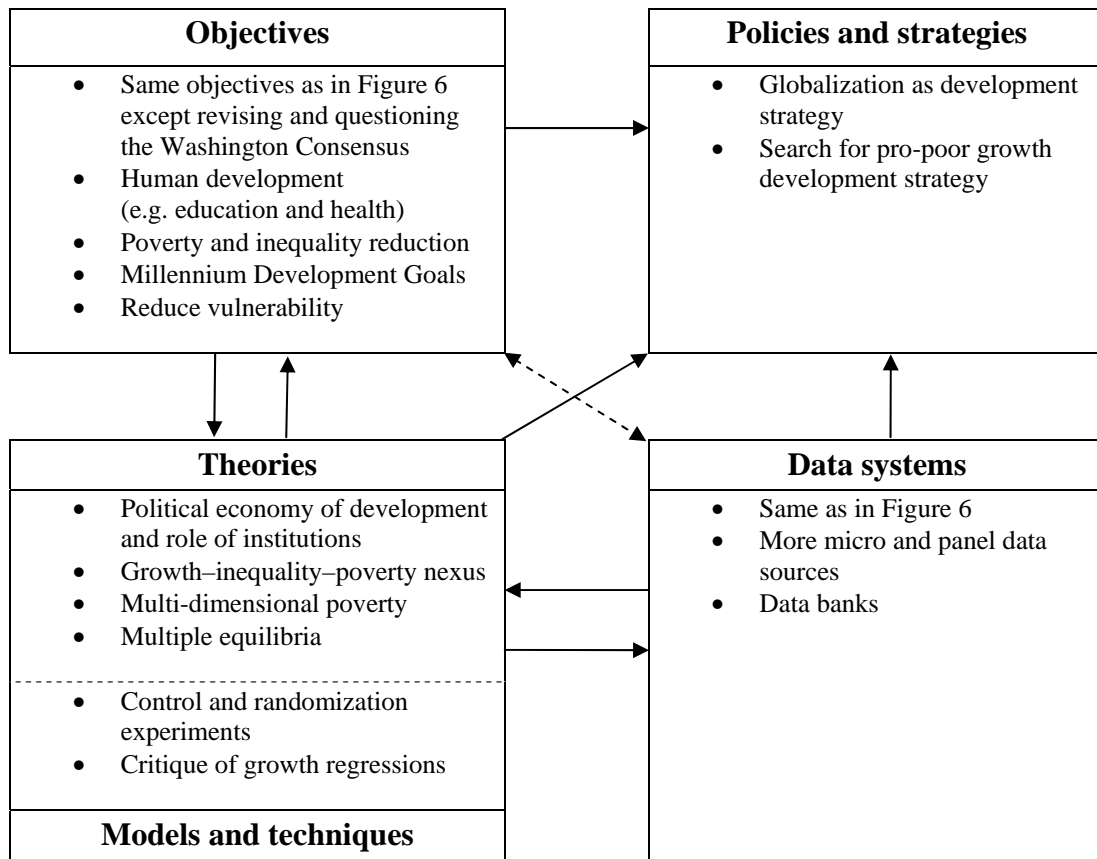 Objectives
• Same objectives as in Figure 6
except revising and questioning
the Washington Consensus
• Human development
(e.g. education and health)
• Poverty and inequality reduction
• Millennium Development Goals
• Reduce vulnerability
Policies and strategies
• Globalization as development
strategy
• Search for pro-poor growth
development strategy
Theories
• Political economy of development
and role of institutions
• Growth–inequality–poverty nexus
• Multi-dimensional poverty
• Multiple equilibria
• Control and randomization
experiments
• Critique of growth regressions
Models and techniques
Data systems
• Same as in Figure 6
• More micro and panel data
sources
• Data banks